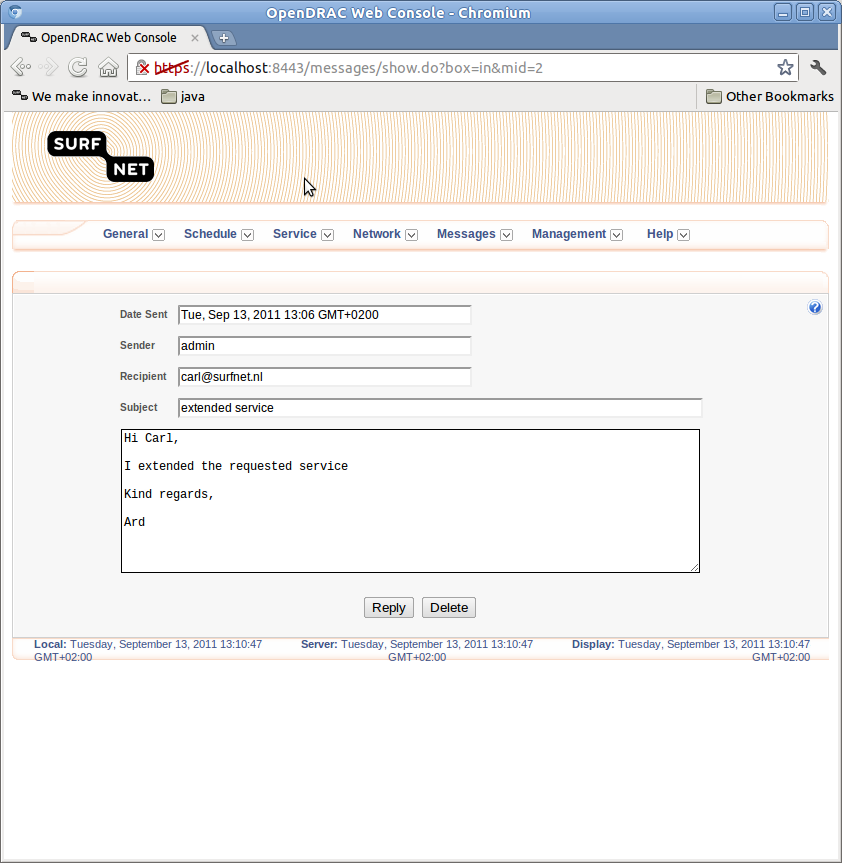 OpenDRAC Web Console - Chromium
OpenDRAC Web Console
https://localhost:8443/messages/show.do?box=in&mid=2
We make innovat... java Other Bookmarks
SURF
NET
General Schedule Service Network Messages Management Help
Date Sent Tue, Sep 13, 2011 13:06 GMT+0200
Sender admin
Recipient carl@surfnet.nl
Subject extended service
Hi Carl,
I extended the requested service
Kind regards,
Ard
Reply Delete
Local: Tuesday, September 13, 2011 13:10:47 GMT+02:00
Server: Tuesday, September 13, 2011 13:10:47 GMT+02:00
Display: Tuesday, September 13, 2011 13:10:47 GMT+02:00